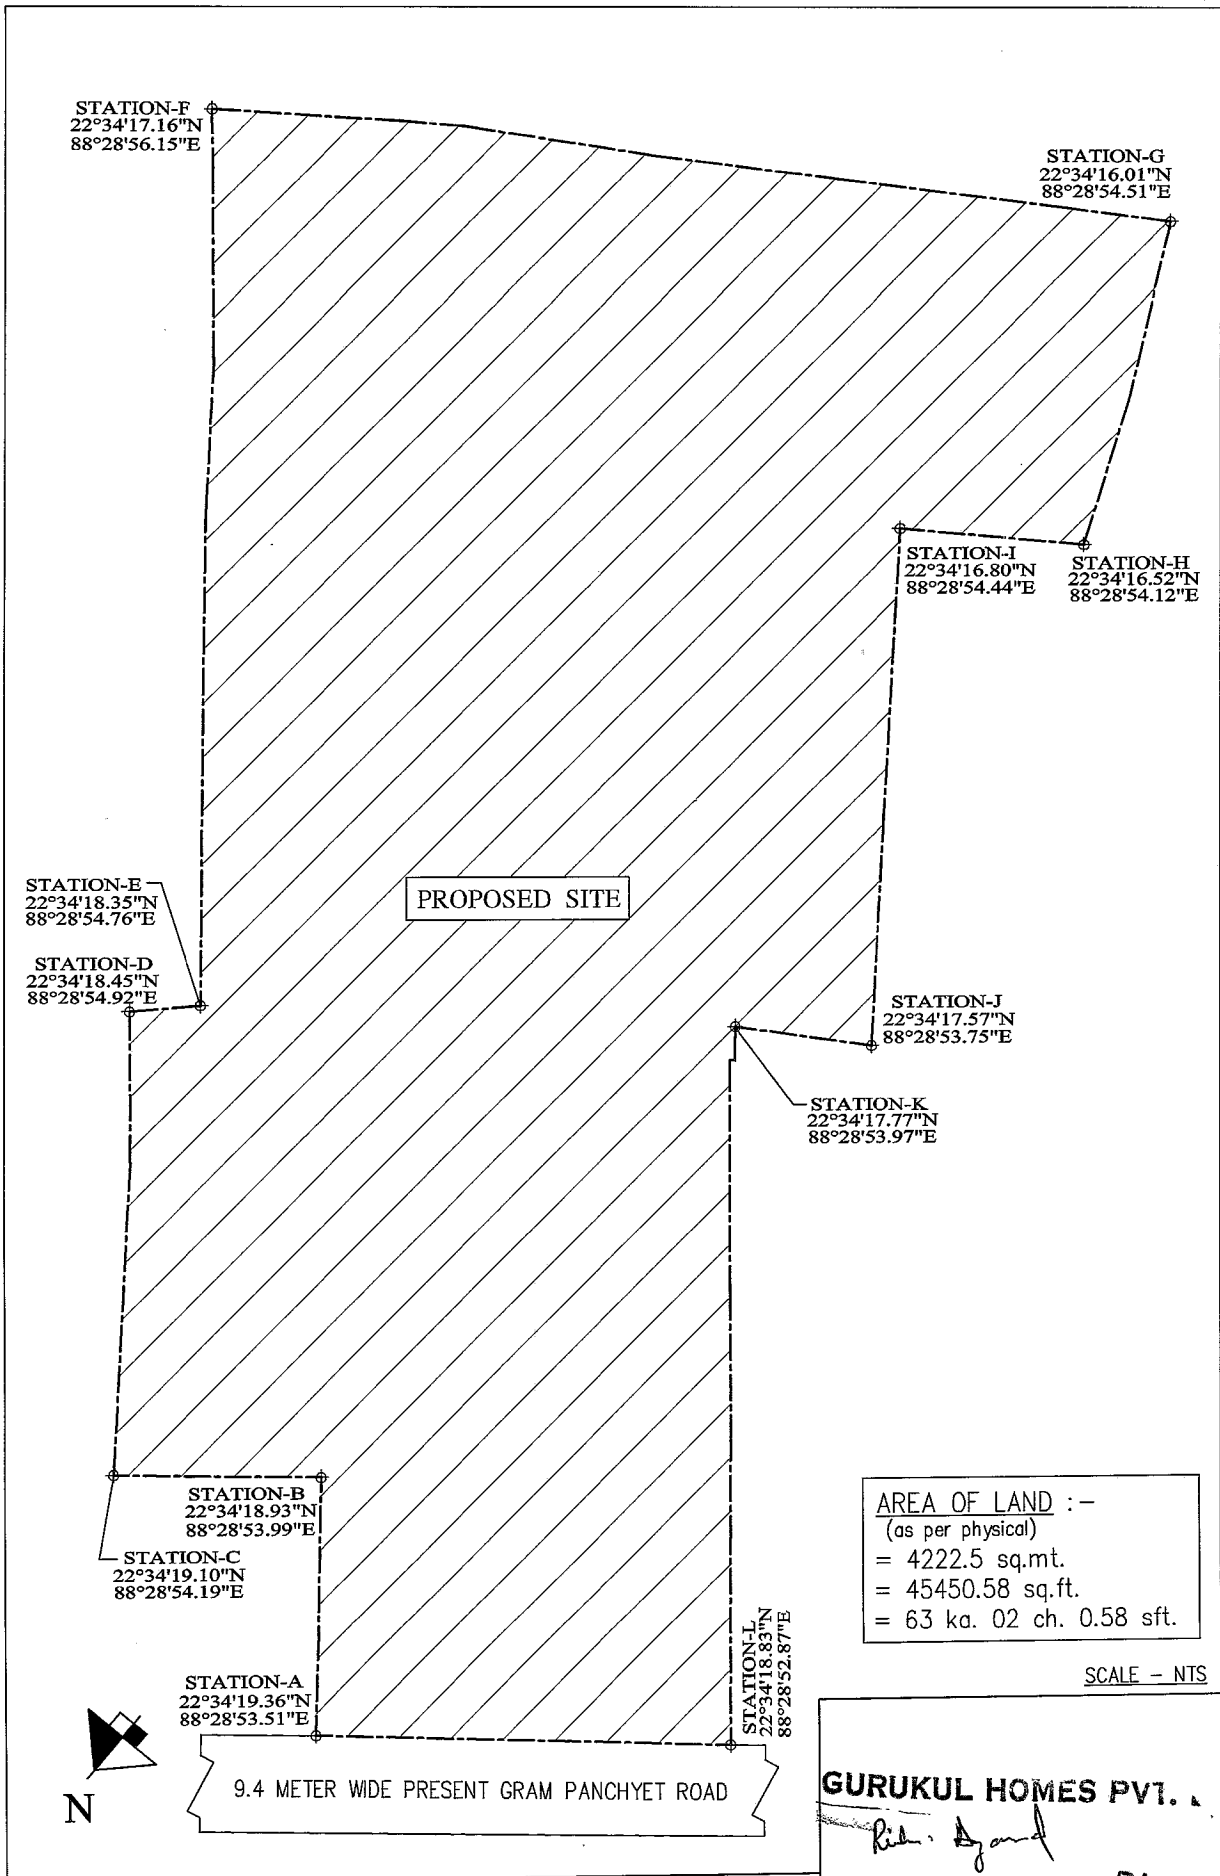 STATION-F
22°34'17.16"N
88°28'56.15"E
STATION-G
22°34'16.01"N
88°28'54.51"E
STATION-I
22°34'16.80"N
88°28'54.44"E
STATION-H
22°34'16.52"N
88°28'54.12"E
PROPOSED SITE
STATION-E
22°34'18.35"N
88°28'54.76"E
STATION-D
22°34'18.45"N
88°28'54.92"E
STATION-J
22°34'17.57"N
88°28'53.75"E
STATION-K
22°34'17.77"N
88°28'53.97"E
STATION-B
22°34'18.93"N
88°28'53.99"E
STATION-C
22°34'19.10"N
88°28'54.19"E
AREA OF LAND :-
(as per physical)
= 4222.5 sq.mt.
= 45450.58 sq.ft.
= 63 ka. 02 ch. 0.58 sft.
SCALE - NTS
STATION-A
22°34'19.36"N
88°28'53.51"E
STATION-L
22°34'18.83"N
88°28'52.87"E
N
9.4 METER WIDE PRESENT GRAM PANCHYET ROAD
GURUKUL HOMES PVT.